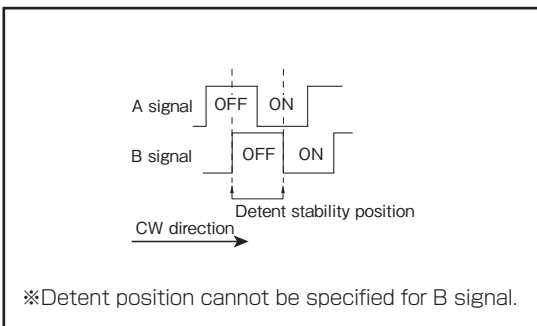 A signal OFF ON
B signal OFF ON
Detent stability position
CW direction
※Detent position cannot be specified for B signal.